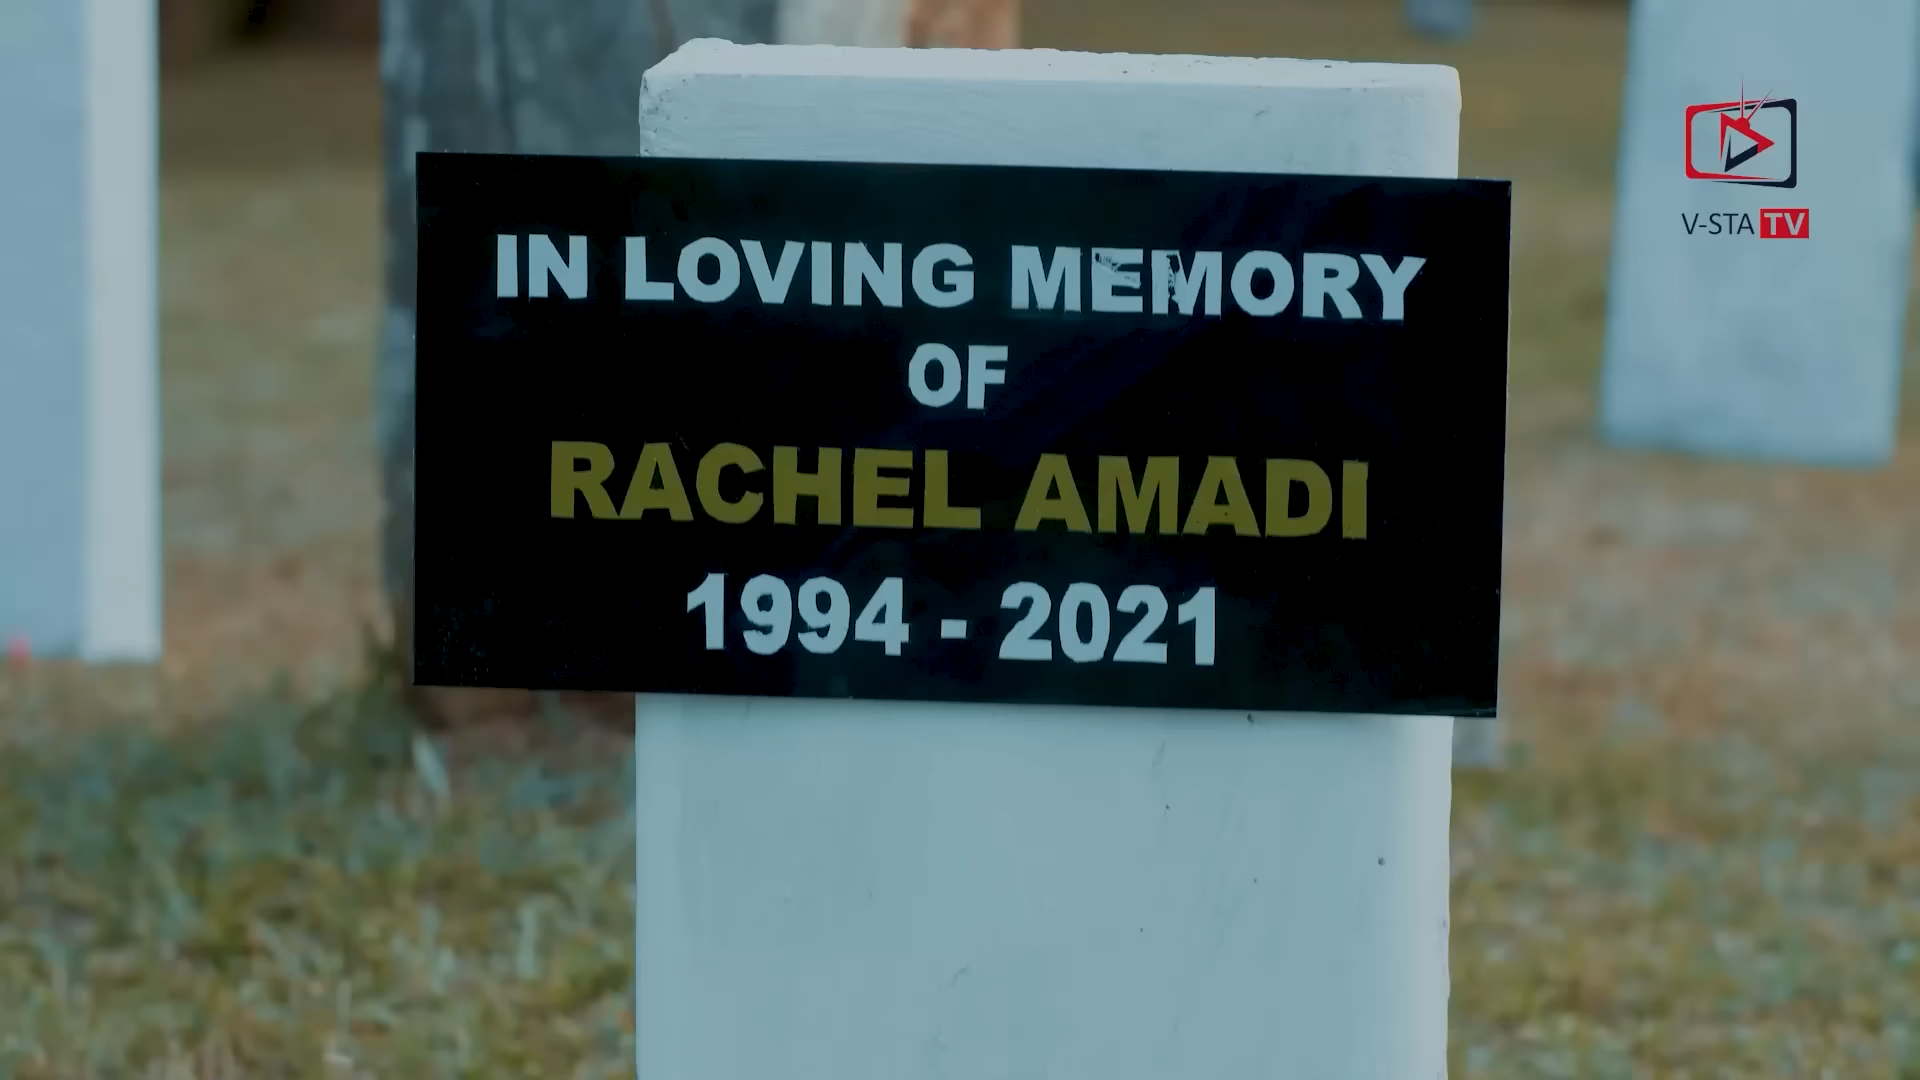 IN LOVING MEMORY
OF
RACHEL AMADI
1994 - 2021
V-STA TV